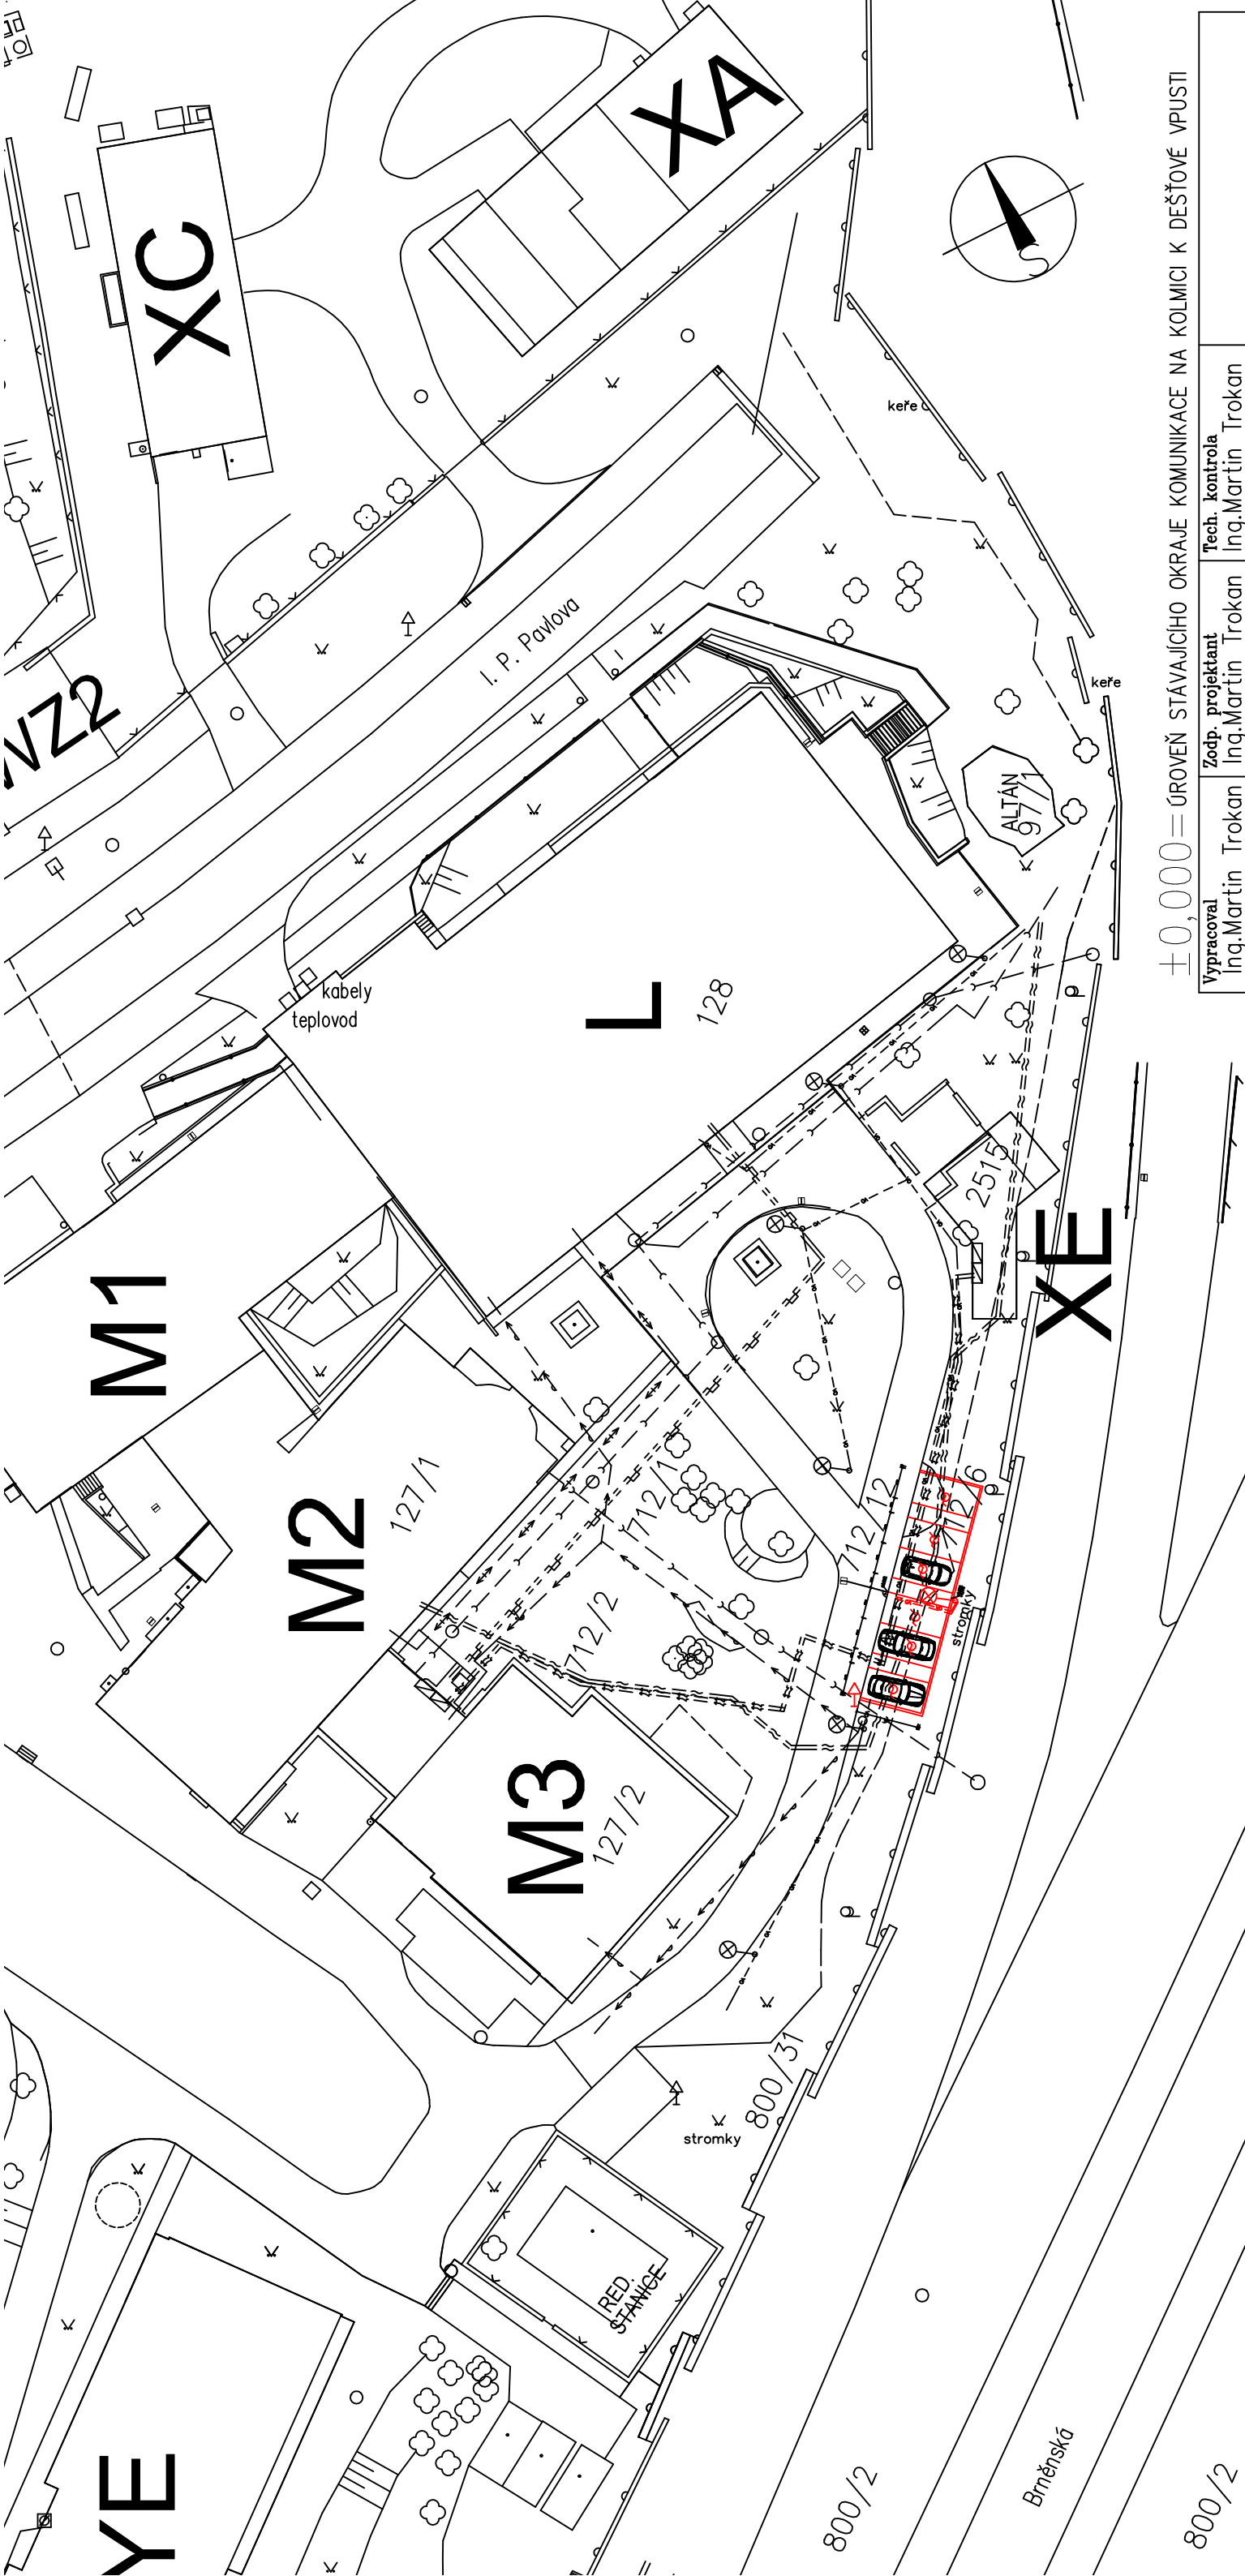 XA
XC
keře
I. P. Pavlova
WZ2
keře
ALTÁN
97/1
kabely
teplovod
L
128
2515
XE
M1
M2
127/1
712/1
712/12
712/6
stromky
712/2
M3
127/2
800/31
stromky
RED.
STANICE
YE
800/2
Brněnská
800/2
S
±0,000=ÚROVEŇ STÁVAJÍCÍHO OKRAJE KOMUNIKACE NA KOLMICI K DEŠŤOVÉ VPUSTI
Vypracoval
Ing.Martin Trokan
Zodp. projektant
Ing.Martin Trokan
Tech. kontrola
Ing.Martin Trokan